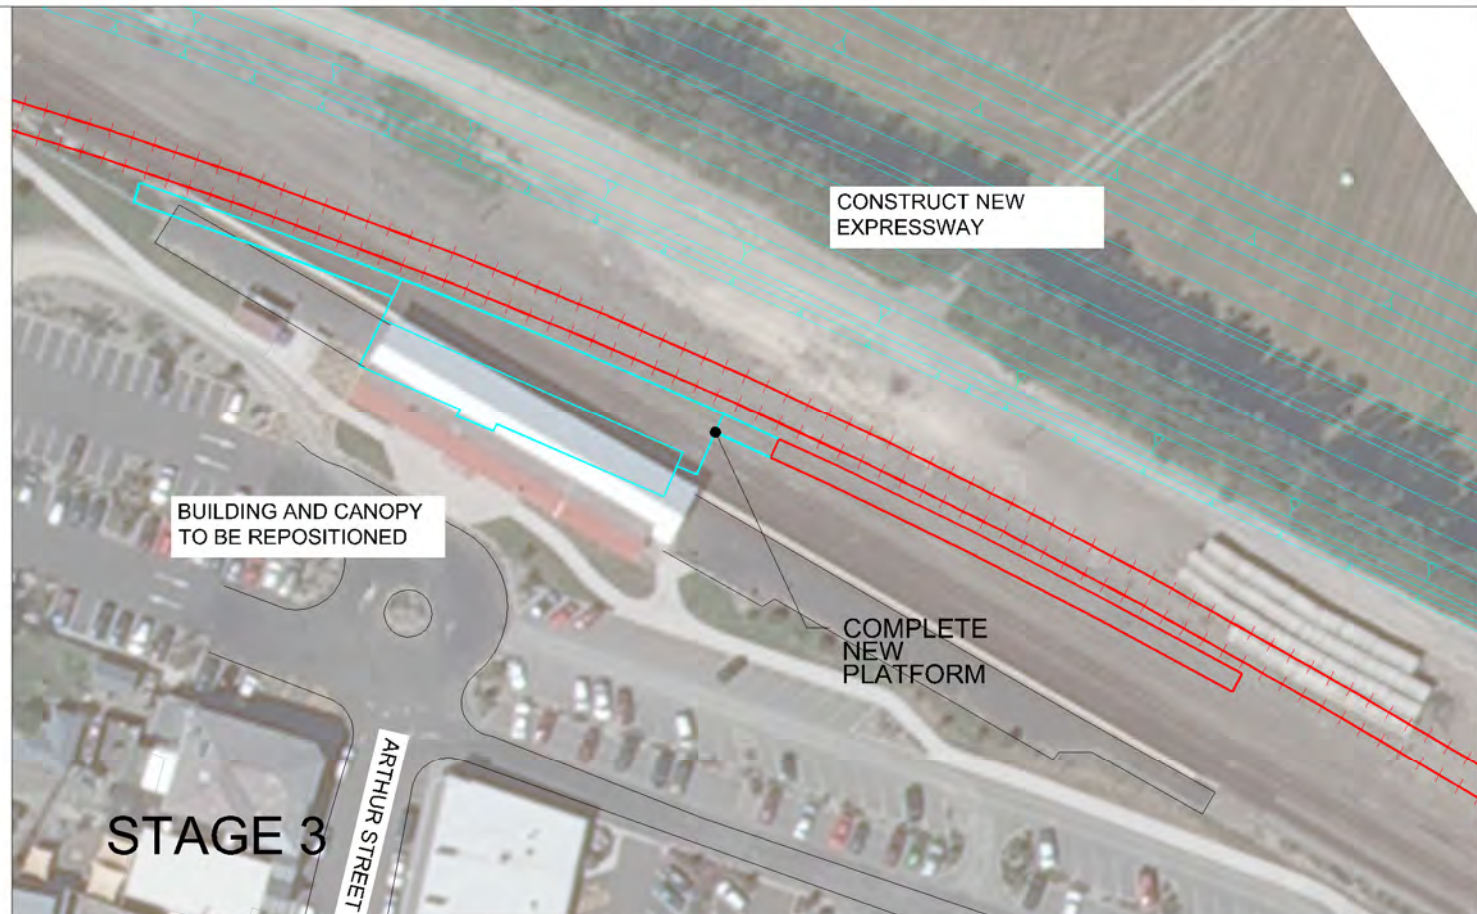 CONSTRUCT NEW
EXPRESSWAY
BUILDING AND CANOPY
TO BE REPOSITIONED
COMPLETE
NEW
PLATFORM
ARTHUR STREET
STAGE 3